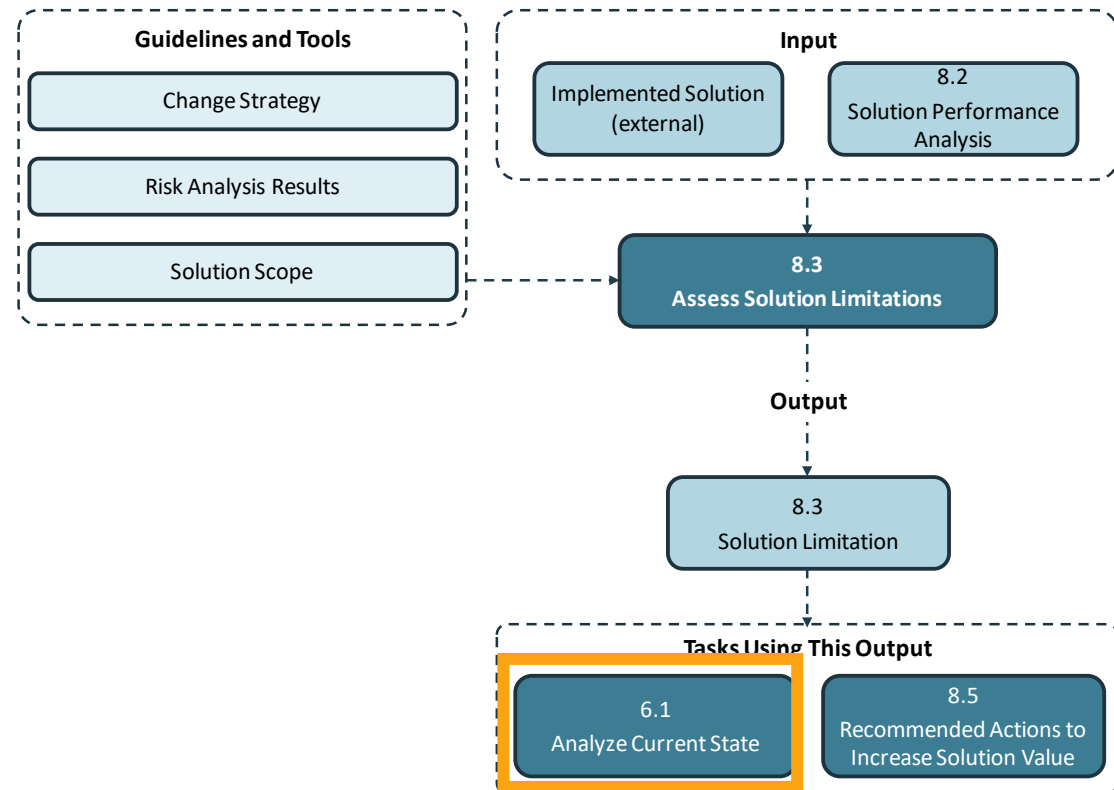 Guidelines and Tools
Change Strategy
Risk Analysis Results
Solution Scope
Input
Implemented Solution
(external)
8.2
Solution Performance
Analysis
8.3
Assess Solution Limitations
Output
8.3
Solution Limitation
Tasks Using This Output
6.1
Analyze Current State
8.5
Recommended Actions to
Increase Solution Value